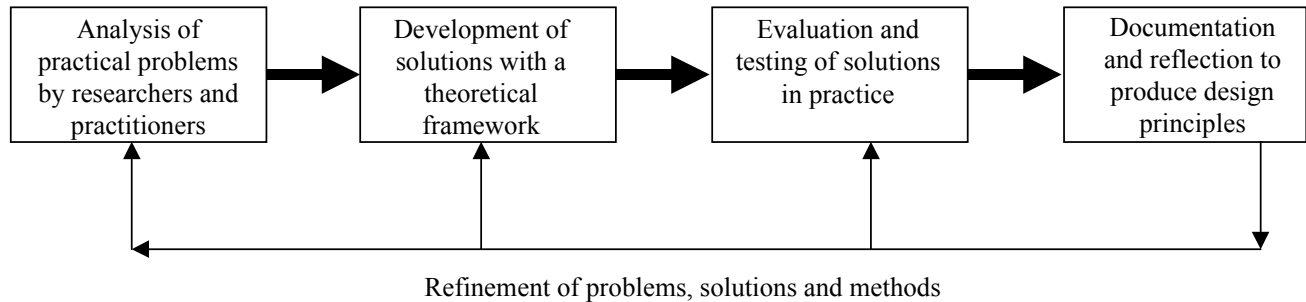 Analysis of
practical problems
by researchers and
practitioners
Development of
solutions with a
theoretical
framework
Evaluation and
testing of solutions
in practice
Documentation
and reflection to
produce design
principles
Refinement of problems, solutions and methods